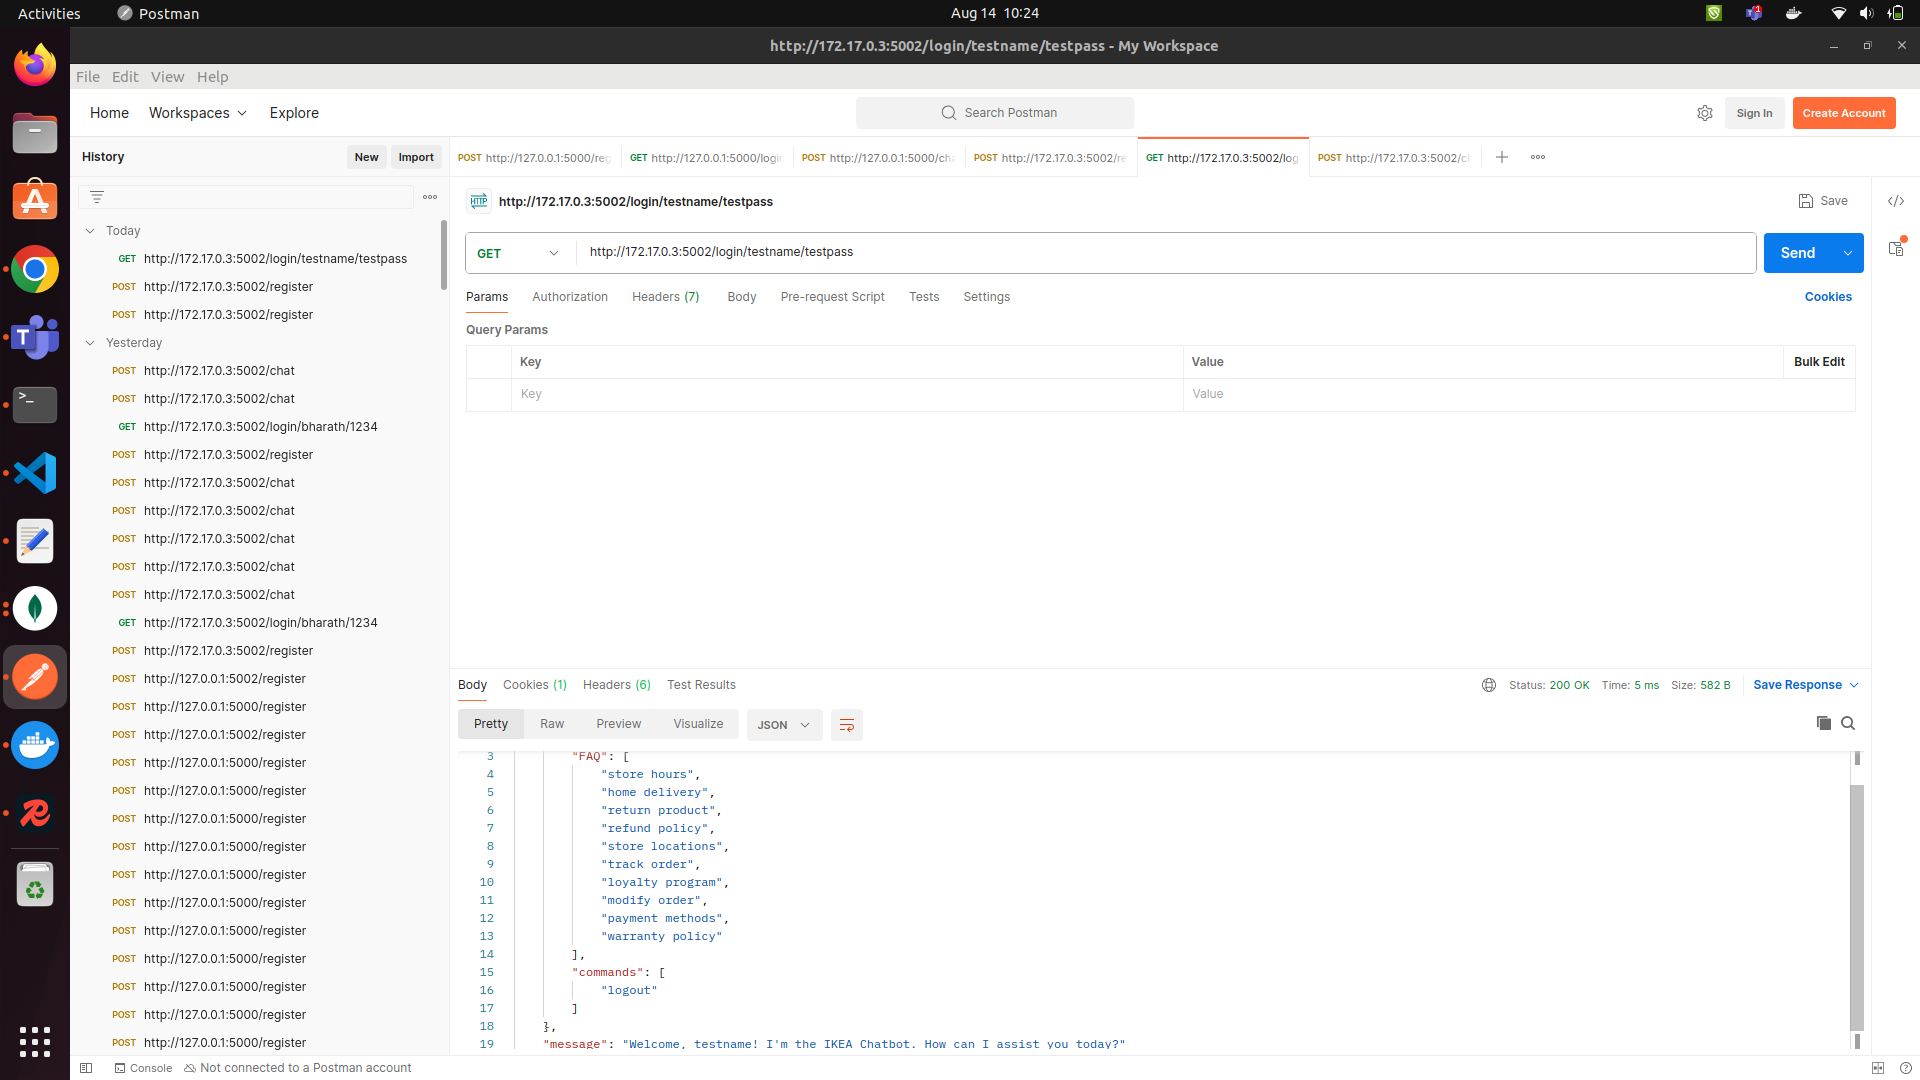 Activities
Postman
Aug 14 10:24
1
http://172.17.0.3:5002/login/testname/testpass - My Workspace
File Edit View Help
Home Workspaces Explore
Search Postman
Sign In
Create Account
History
New
Import
POST http://127.0.0.1:5000/reg
GET http://127.0.0.1:5000/login
POST http://127.0.0.1:5000/cha
POST http://172.17.0.3:5002/re
GET http://172.17.0.3:5002/log
POST http://172.17.0.3:5002/ch
HTTP http://172.17.0.3:5002/login/testname/testpass
Save
GET http://172.17.0.3:5002/login/testname/testpass
Send
Params Authorization Headers (7) Body Pre-request Script Tests Settings
Cookies
Query Params
Key Value Bulk Edit
Key Value
Today
GET http://172.17.0.3:5002/login/testname/testpass
POST http://172.17.0.3:5002/register
POST http://172.17.0.3:5002/register
Yesterday
POST http://172.17.0.3:5002/chat
POST http://172.17.0.3:5002/chat
GET http://172.17.0.3:5002/login/bharath/1234
POST http://172.17.0.3:5002/register
POST http://172.17.0.3:5002/chat
POST http://172.17.0.3:5002/chat
POST http://172.17.0.3:5002/chat
POST http://172.17.0.3:5002/chat
POST http://172.17.0.3:5002/chat
GET http://172.17.0.3:5002/login/bharath/1234
POST http://172.17.0.3:5002/register
POST http://127.0.0.1:5002/register
POST http://127.0.0.1:5000/register
POST http://127.0.0.1:5002/register
POST http://127.0.0.1:5000/register
POST http://127.0.0.1:5000/register
POST http://127.0.0.1:5000/register
POST http://127.0.0.1:5000/register
POST http://127.0.0.1:5000/register
POST http://127.0.0.1:5000/register
POST http://127.0.0.1:5000/register
POST http://127.0.0.1:5000/register
POST http://127.0.0.1:5000/register
POST http://127.0.0.1:5000/register
POST http://127.0.0.1:5000/register
Body Cookies (1) Headers (6) Test Results
Status: 200 OK Time: 5 ms Size: 582 B
Save Response
Pretty Raw Preview Visualize JSON
3 "FAQ": [
4 "store hours",
5 "home delivery",
6 "return product",
7 "refund policy",
8 "store locations",
9 "track order",
10 "loyalty program",
11 "modify order",
12 "payment methods",
13 "warranty policy"
14 ],
15 "commands": [
16 "logout"
17 ]
18 },
19 "message": "Welcome, testname! I'm the IKEA Chatbot. How can I assist you today?"
Console
Not connected to a Postman account